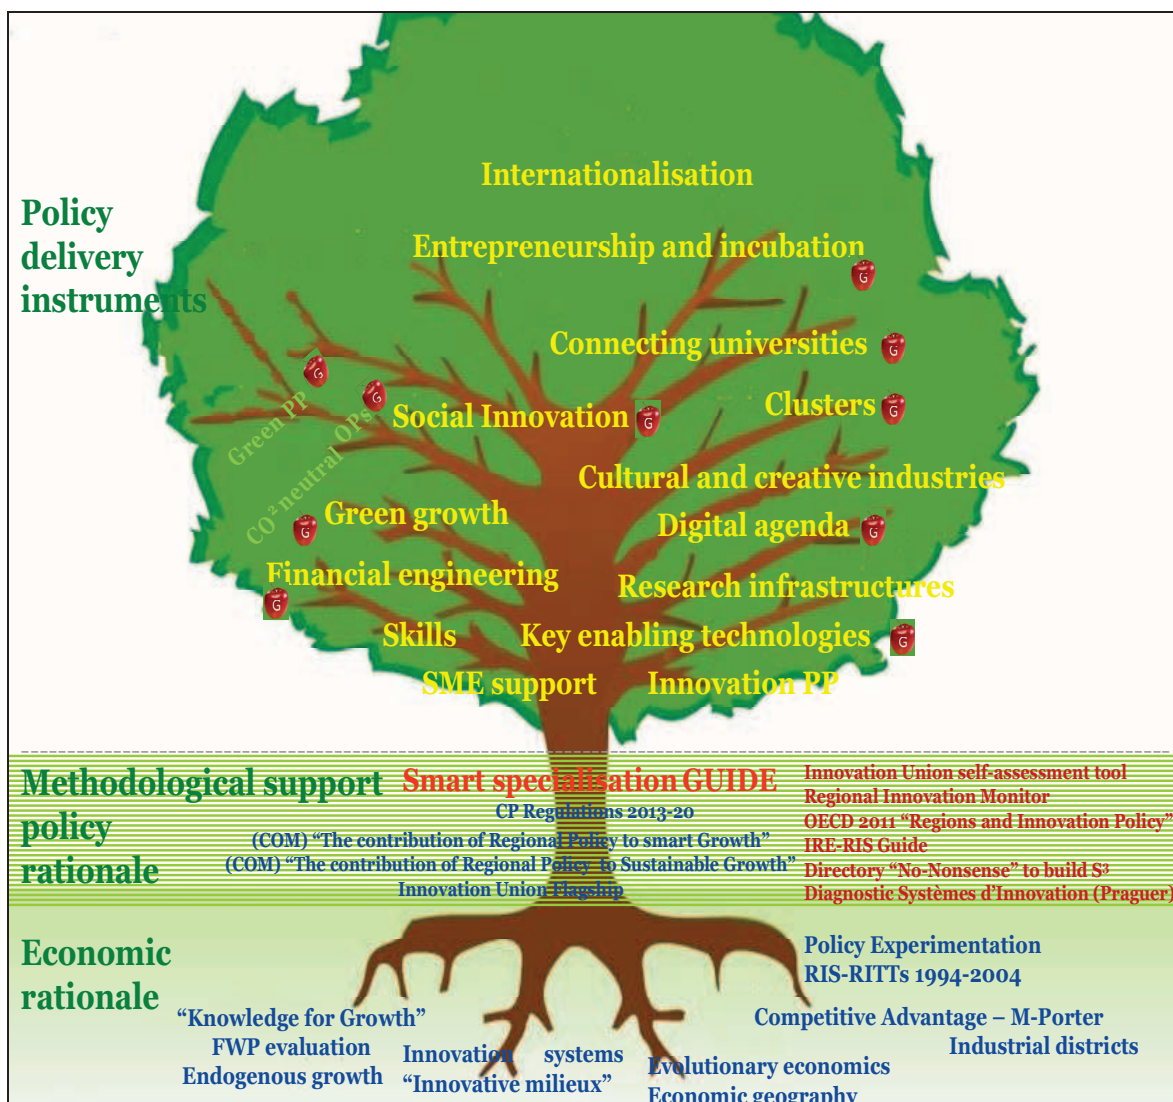 Policy
delivery
instruments
Internationalisation
Entrepreneurship and incubation
G
Connecting universities
G
G
G
Social Innovation
G
Clusters
G
Green PP
CO² neutral OPs
Cultural and creative industries
Green growth
G
Digital agenda
G
Financial engineering
G
Research infrastructures
Skills
Key enabling technologies
G
SME support
Innovation PP
Methodological support
policy
rationale
Smart specialisation GUIDE
CP Regulations 2013-20
(COM) “The contribution of Regional Policy to smart Growth”
(COM) “The contribution of Regional Policy to Sustainable Growth”
Innovation Union Flagship
Innovation Union self-assessment tool
Regional Innovation Monitor
OECD 2011 “Regions and Innovation Policy”
IRE-RIS Guide
Directory “No-Nonsense” to build S³
Diagnostic Systèmes d’Innovation (Praguer)
Economic
rationale
Policy Experimentation
RIS-RITTs 1994-2004
“Knowledge for Growth”
FWP evaluation
Endogenous growth
Innovation systems
“Innovative milieux”
Competitive Advantage – M-Porter
Industrial districts
Evolutionary economics
Economic geography